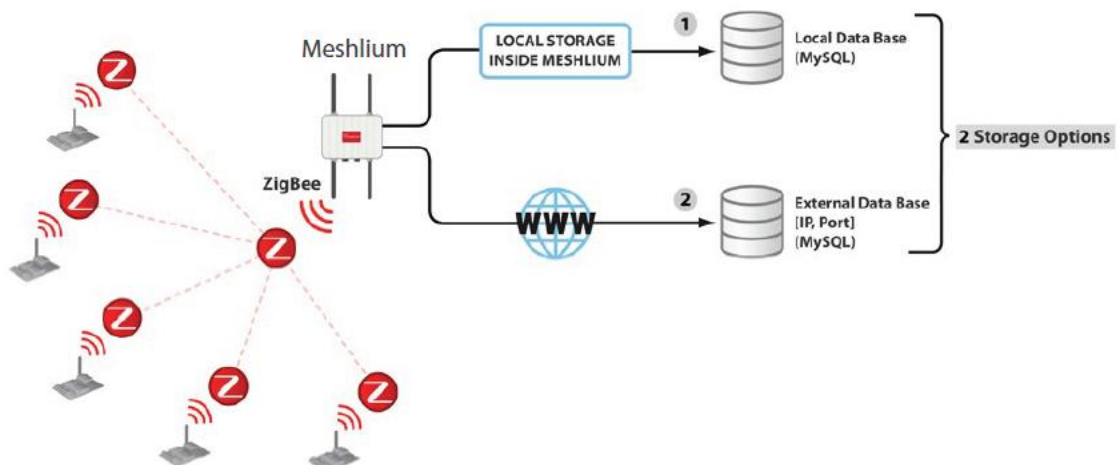 Meshlium
ZigBee
LOCAL STORAGE
INSIDE MESHLIUM
1
Local Data Base
(MySQL)
2 Storage Options
WWW
2
External Data Base
[IP, Port]
(MySQL)
Z
Z
Z
Z
Z
Z